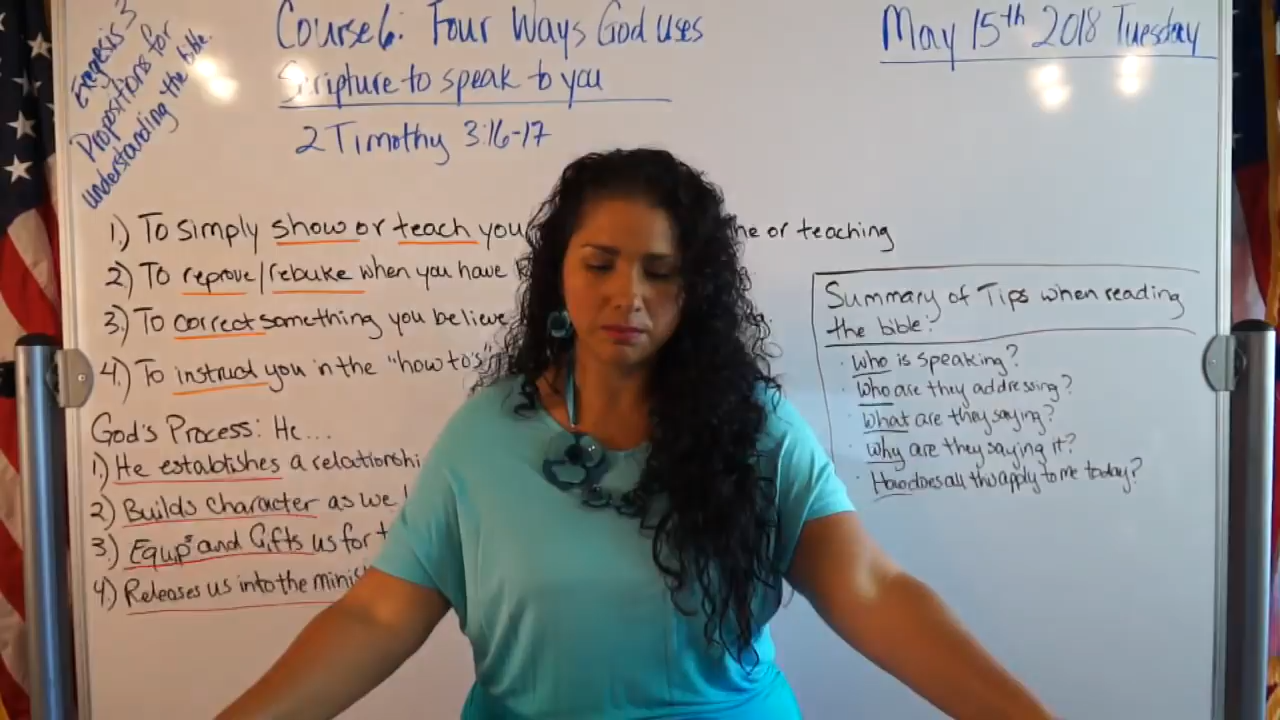 Exegesis 3
Propositions for
understanding the bible.
Course 6: Four Ways God uses
Scripture to speak to you
2 Timothy 3:16-17
May 15th 2018 Tuesday
1.) To simply show or teach you or teaching
2) To reprove/rebuke when you have
3.) To correct something you believe
4.) To instruct you in the "how to's"
God's Process: He...
1.) He establishes a
2) Builds character as we
3.) Equips and Gifts us for
4.) Releases us into the
Summary of Tips when reading
the bible:
· Who is speaking?
· Who are they addressing?
· What are they saying?
· Why are they saying it?
· How does all this apply to me today?